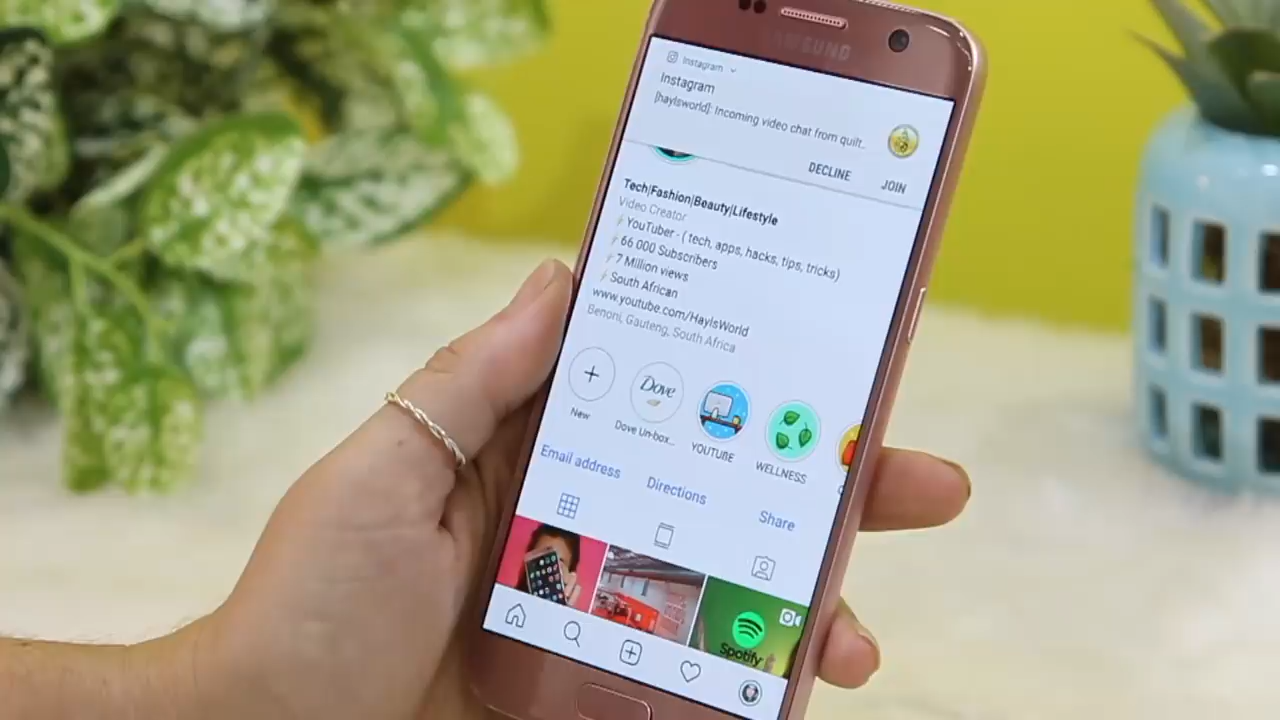 SAMSUNG
Instagram
Instagram
[haylsworld]: Incoming video chat from quilt...
DECLINE
JOIN
Tech|Fashion|Beauty|Lifestyle
Video Creator
⚡YouTuber - ( tech, apps, hacks, tips, tricks)
⚡66 000 Subscribers
⚡7 Million views
⚡South African
www.youtube.com/HaylsWorld
Benoni, Gauteng, South Africa
Dove
New
Dove Un-box...
YOUTUBE
WELLNESS
Email address
Directions
Share
Spotify